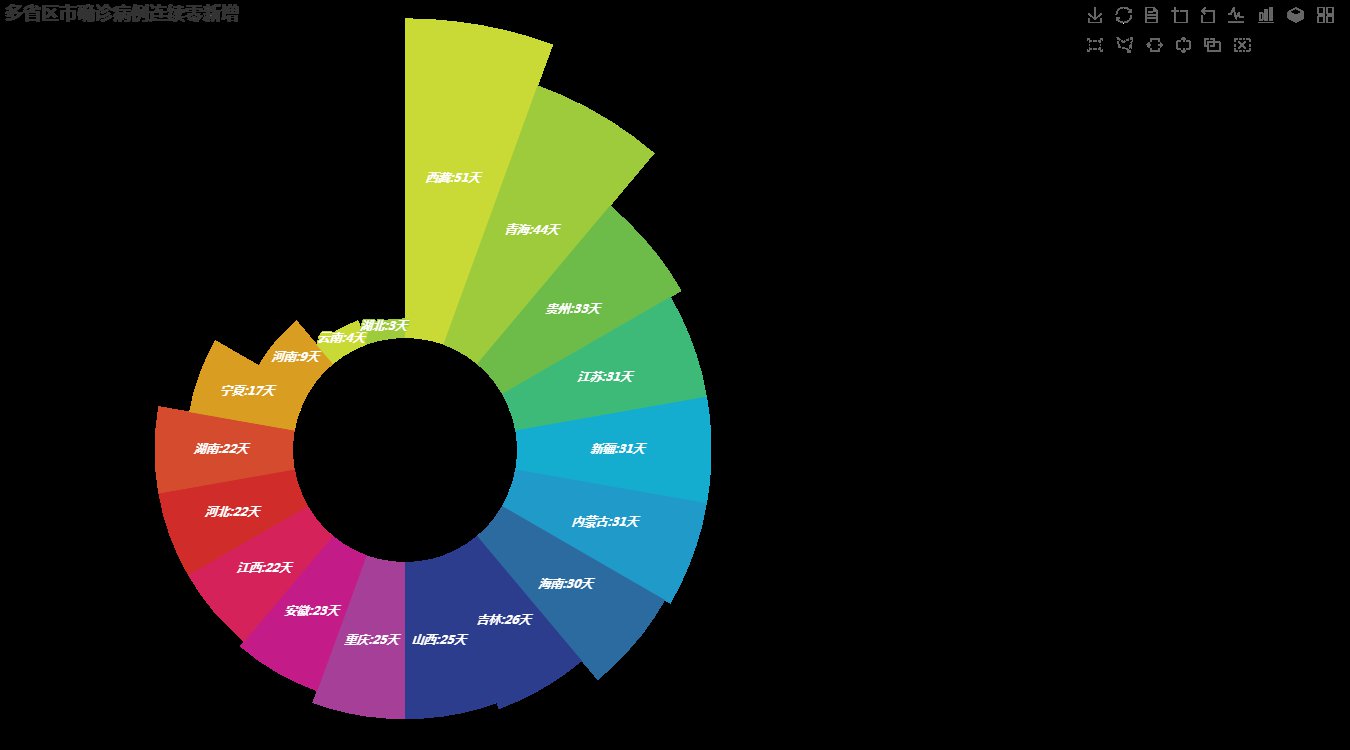 多省区市确诊病例连续零新增
西藏:51天
青海:44天
贵州:33天
江苏:31天
新疆:31天
内蒙古:31天
海南:30天
吉林:26天
山西:25天
重庆:25天
安徽:23天
江西:22天
河北:22天
湖南:22天
宁夏:17天
河南:9天
云南:4天
湖北:3天